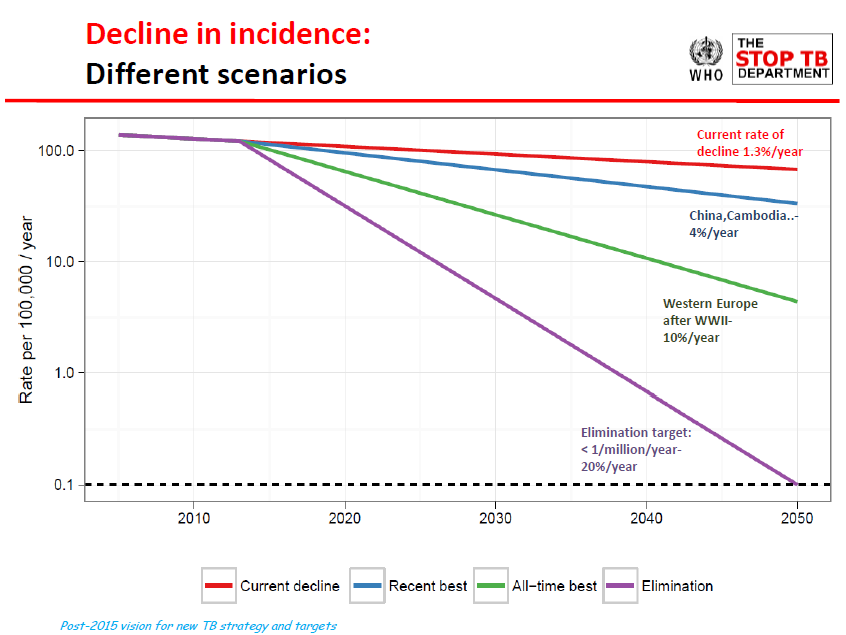 Decline in incidence:
Different scenarios
WHO
THE
STOP TB
DEPARTMENT
Rate per 100,000 / year
100.0
10.0
1.0
0.1
Current rate of
decline 1.3%/year
China,Cambodia..-
4%/year
Western Europe
after WWII-
10%/year
Elimination target:
< 1/million/year-
20%/year
2010
2020
2030
2040
2050
Current decline
Recent best
All-time best
Elimination
Post-2015 vision for new TB strategy and targets